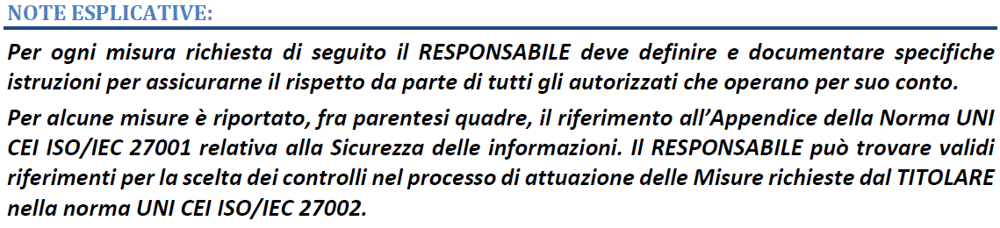 NOTE ESPLICATIVE:
Per ogni misura richiesta di seguito il RESPONSABILE deve definire e documentare specifiche
istruzioni per assicurarne il rispetto da parte di tutti gli autorizzati che operano per suo conto.
Per alcune misure è riportato, fra parentesi quadre, il riferimento all’Appendice della Norma UNI
CEI ISO/IEC 27001 relativa alla Sicurezza delle informazioni. Il RESPONSABILE può trovare validi
riferimenti per la scelta dei controlli nel processo di attuazione delle Misure richieste dal TITOLARE
nella norma UNI CEI ISO/IEC 27002.